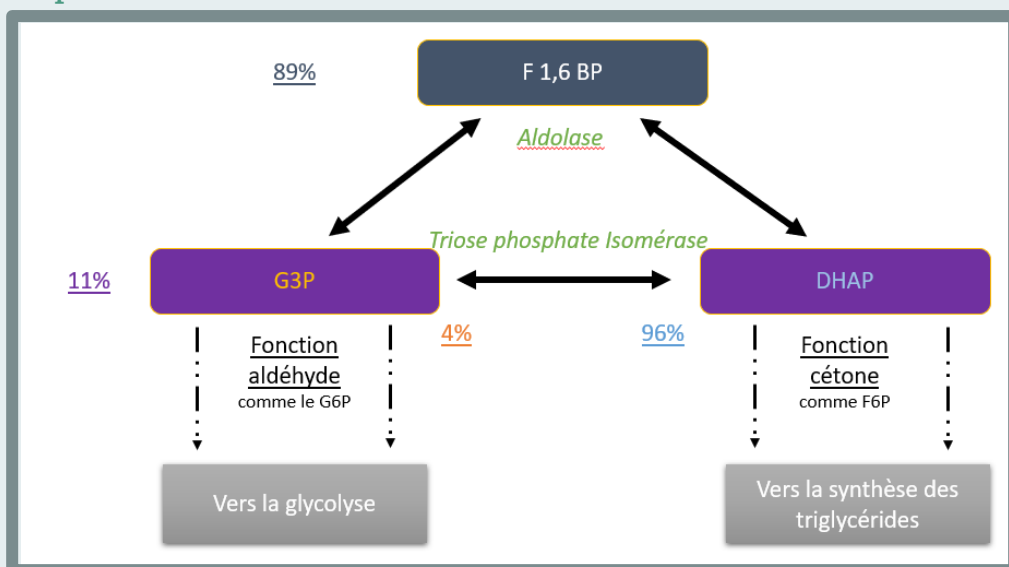 89%
F 1,6 BP
Aldolase
Triose phosphate Isomérase
11%
G3P
DHAP
4%
96%
Fonction
aldéhyde
comme le G6P
Fonction
cétone
comme F6P
Vers la glycolyse
Vers la synthèse des
triglycérides